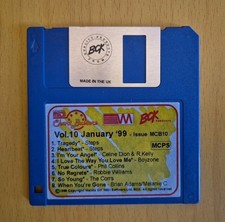 BCK
MADE IN THE UK
BCK
Vol.10 January '99 - Issue MCB10
MCPS
1. Tragedy* - Steps
2. Heartbeat* - Steps
3. I'm Your Angel* - Celine Dion & R.Kelly
4. I Love The Way You Love Me* - Boyzone
5. True Colours* - Phil Collins
6. No Regrets* - Robbie Williams
7. So Young* - The Corrs
8. When You're Gone - Brian Adams/Melanie C